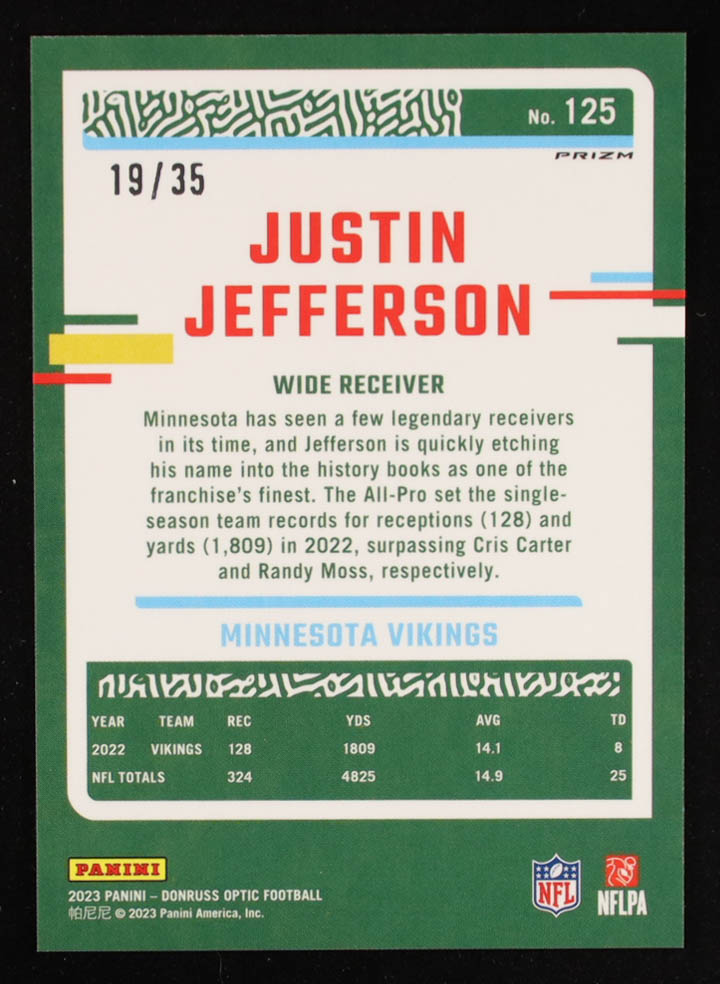 No. 125
PRIZM
19/35
JUSTIN
JEFFERSON
WIDE RECEIVER
Minnesota has seen a few legendary receivers
in its time, and Jefferson is quickly etching
his name into the history books as one of the
franchise's finest. The All-Pro set the single-
season team records for receptions (128) and
yards (1,809) in 2022, surpassing Cris Carter
and Randy Moss, respectively.
MINNESOTA VIKINGS
YEAR TEAM REC YDS AVG TD
2022 VIKINGS 128 1809 14.1 8
NFL TOTALS 324 4825 14.9 25
PANINI
2023 PANINI – DONRUSS OPTIC FOOTBALL
帕尼尼 © 2023 Panini America, Inc.
NFL
NFLPA